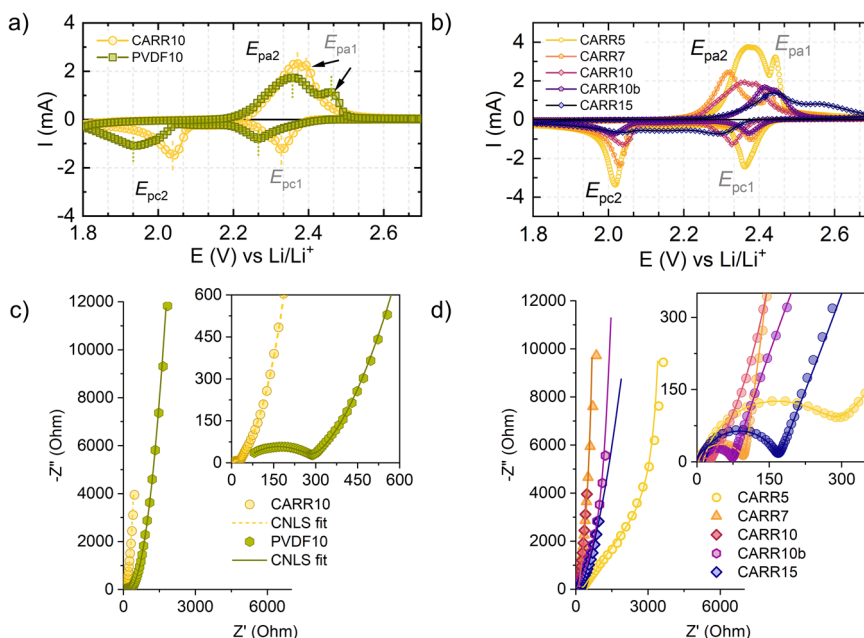 a)
CARR10
PVDF10
Epa2
Epa1
Epc2
Epc1
I (mA)
4
2
0
-2
-4
1.8 2.0 2.2 2.4 2.6
E (V) vs Li/Li+
b)
CARR5
CARR7
CARR10
CARR10b
CARR15
Epa2
Epa1
Epc2
Epc1
I (mA)
4
2
0
-2
-4
1.8 2.0 2.2 2.4 2.6
E (V) vs Li/Li+
c)
-Z'' (Ohm)
12000
10000
8000
6000
4000
2000
0
0 3000 6000
Z' (Ohm)
600
450
300
150
0
150 300 450 600
CARR10
CNLS fit
PVDF10
CNLS fit
d)
-Z'' (Ohm)
12000
10000
8000
6000
4000
2000
0
0 3000 6000
Z' (Ohm)
300
200
100
0
0 150 300
CARR5
CARR7
CARR10
CARR10b
CARR15